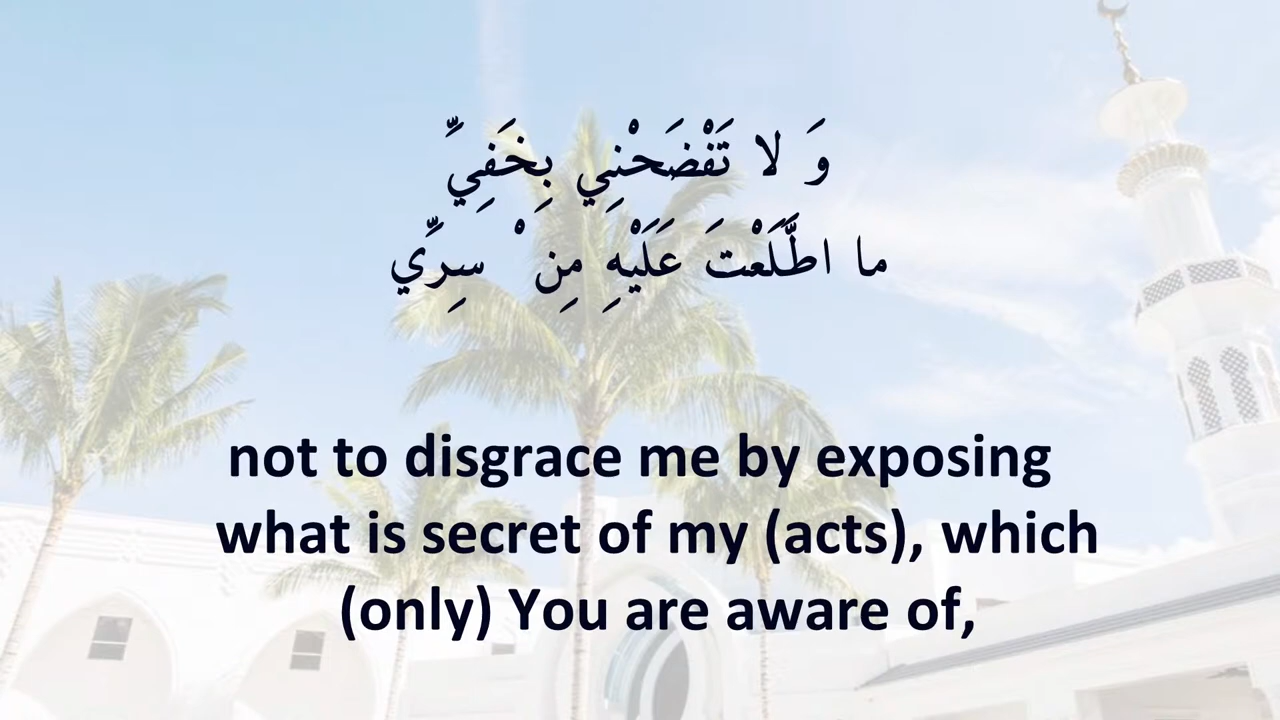 وَ لا تَفْضَحْنِي بِخَفِيِّ
ما اطَّلَعْتَ عَلَيْهِ مِنْ سِرِّي
not to disgrace me by exposing
what is secret of my (acts), which
(only) You are aware of,